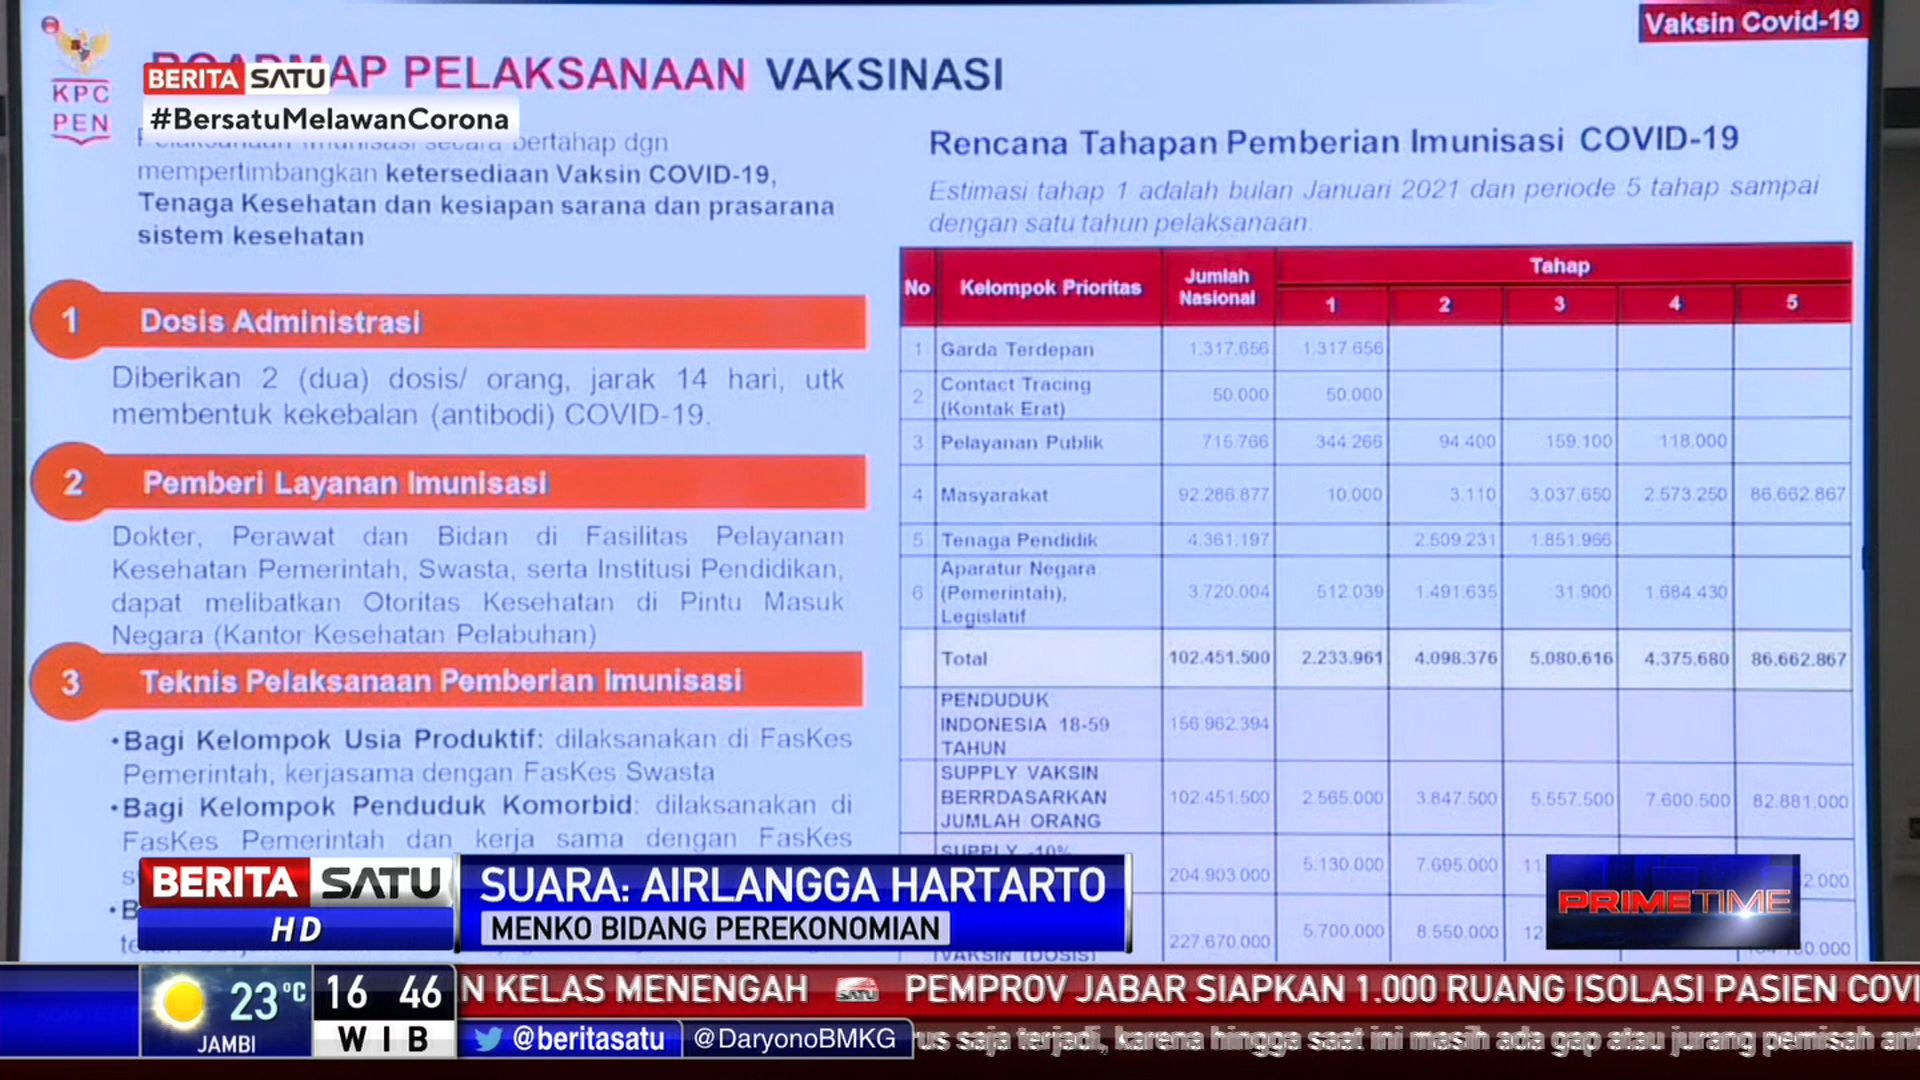 Vaksin Covid-19
KPC
PEN
MAP PELAKSANAAN VAKSINASI
BERITA SATU
#BersatuMelawanCorona
Pelaksanaan imunisasi secara bertahap dgn
mempertimbangkan ketersediaan Vaksin COVID-19,
Tenaga Kesehatan dan kesiapan sarana dan prasarana
sistem kesehatan
1 Dosis Administrasi
Diberikan 2 (dua) dosis/ orang, jarak 14 hari, utk
membentuk kekebalan (antibodi) COVID-19.
2 Pemberi Layanan Imunisasi
Dokter, Perawat dan Bidan di Fasilitas Pelayanan
Kesehatan Pemerintah, Swasta, serta Institusi Pendidikan,
dapat melibatkan Otoritas Kesehatan di Pintu Masuk
Negara (Kantor Kesehatan Pelabuhan)
3 Teknis Pelaksanaan Pemberian Imunisasi
•Bagi Kelompok Usia Produktif: dilaksanakan di FasKes
Pemerintah, kerjasama dengan FasKes Swasta
•Bagi Kelompok Penduduk Komorbid: dilaksanakan di
FasKes Pemerintah dan kerja sama dengan FasKes
Rencana Tahapan Pemberian Imunisasi COVID-19
Estimasi tahap 1 adalah bulan Januari 2021 dan periode 5 tahap sampai
dengan satu tahun pelaksanaan.
No Kelompok Prioritas Jumlah Nasional Tahap
1 2 3 4 5
1 Garda Terdepan 1.317.656 1.317.656
2 Contact Tracing (Kontak Erat) 50.000 50.000
3 Pelayanan Publik 715.766 344.266 94.400 159.100 118.000
4 Masyarakat 92.286.877 10.000 3.110 3.037.650 2.573.250 86.662.867
5 Tenaga Pendidik 4.361.197 2.509.231 1.851.966
6 Aparatur Negara (Pemerintah), Legislatif 3.720.004 512.039 1.491.635 31.900 1.684.430
Total 102.451.500 2.233.961 4.098.376 5.080.616 4.375.680 86.662.867
PENDUDUK INDONESIA 18-59 TAHUN 156.962.394
SUPPLY VAKSIN BERRDASARKAN JUMLAH ORANG 102.451.500 2.565.000 3.847.500 5.557.500 7.600.500 82.881.000
SUPPLY -10% 204.903.000 5.130.000 7.695.000
VAKSIN (DOSIS) 227.670.000 5.700.000 8.550.000
BERITA SATU
HD
SUARA: AIRLANGGA HARTARTO
MENKO BIDANG PEREKONOMIAN
PRIMETIME
23°C
JAMBI
16 46
WIB
N KELAS MENENGAH SATU PEMPROV JABAR SIAPKAN 1.000 RUANG ISOLASI PASIEN COVI
@beritasatu @DaryonoBMKG us saja terjadi, karena hingga saat ini masih ada gap atau jurang pemisah ant